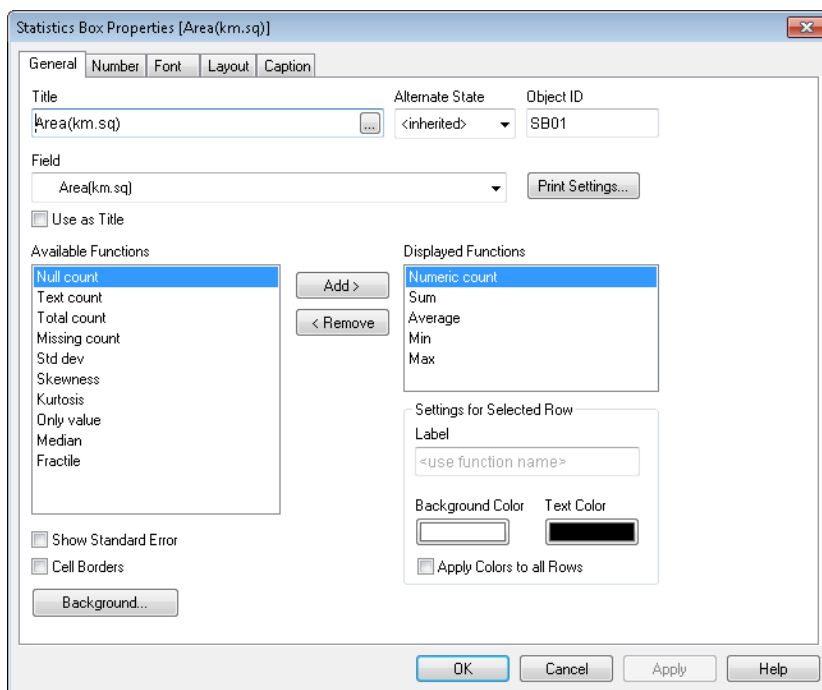 Statistics Box Properties [Area(km.sq)]
General Number Font Layout Caption
Title Alternate State Object ID
Area(km.sq) ... <inherited> SB01
Field
Area(km.sq) Print Settings...
Use as Title
Available Functions Displayed Functions
Null count Add > Numeric count
Text count Sum
Total count < Remove Average
Missing count Min
Std dev Max
Skewness
Kurtosis Settings for Selected Row
Only value Label
Median <use function name>
Fractile
Background Color Text Color
Show Standard Error
Cell Borders Apply Colors to all Rows
Background...
OK Cancel Apply Help